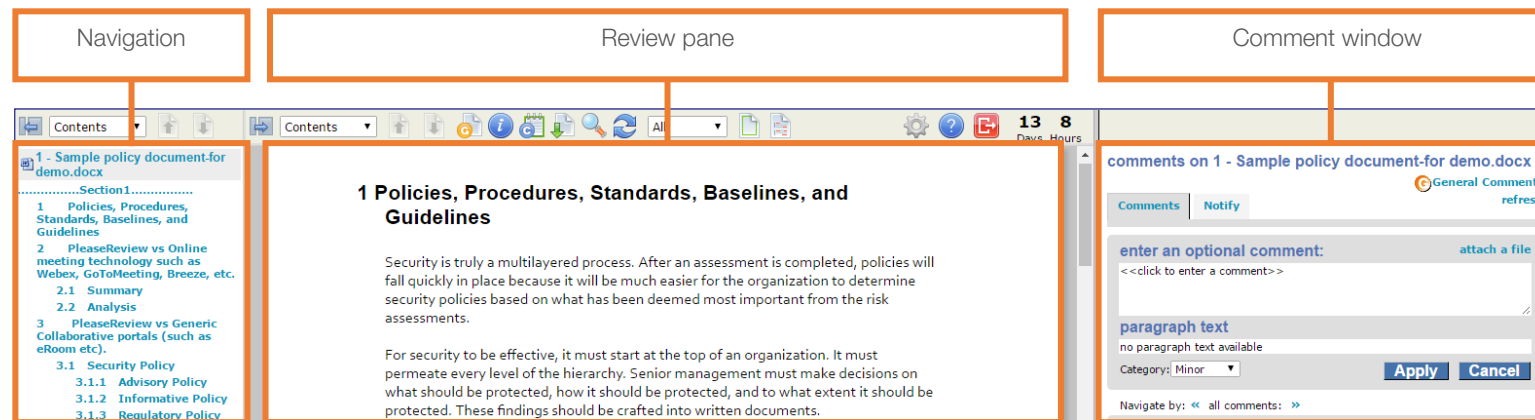 Navigation
Review pane
Comment window
Contents
Contents
All
13 8
Days Hours
1 - Sample policy document-for
demo.docx
................Section1................
1 Policies, Procedures,
Standards, Baselines, and
Guidelines
2 PleaseReview vs Online
meeting technology such as
Webex, GoToMeeting, Breeze, etc.
2.1 Summary
2.2 Analysis
3 PleaseReview vs Generic
Collaborative portals (such as
eRoom etc).
3.1 Security Policy
3.1.1 Advisory Policy
3.1.2 Informative Policy
3.1.3 Regulatory Policy
1 Policies, Procedures, Standards, Baselines, and
Guidelines
Security is truly a multilayered process. After an assessment is completed, policies will
fall quickly in place because it will be much easier for the organization to determine
security policies based on what has been deemed most important from the risk
assessments.
For security to be effective, it must start at the top of an organization. It must
permeate every level of the hierarchy. Senior management must make decisions on
what should be protected, how it should be protected, and to what extent it should be
protected. These findings should be crafted into written documents.
comments on 1 - Sample policy document-for demo.docx
G General Comment
refres
Comments Notify
enter an optional comment: attach a file
<<click to enter a comment>>
paragraph text
no paragraph text available
Category: Minor Apply Cancel
Navigate by: « all comments: »